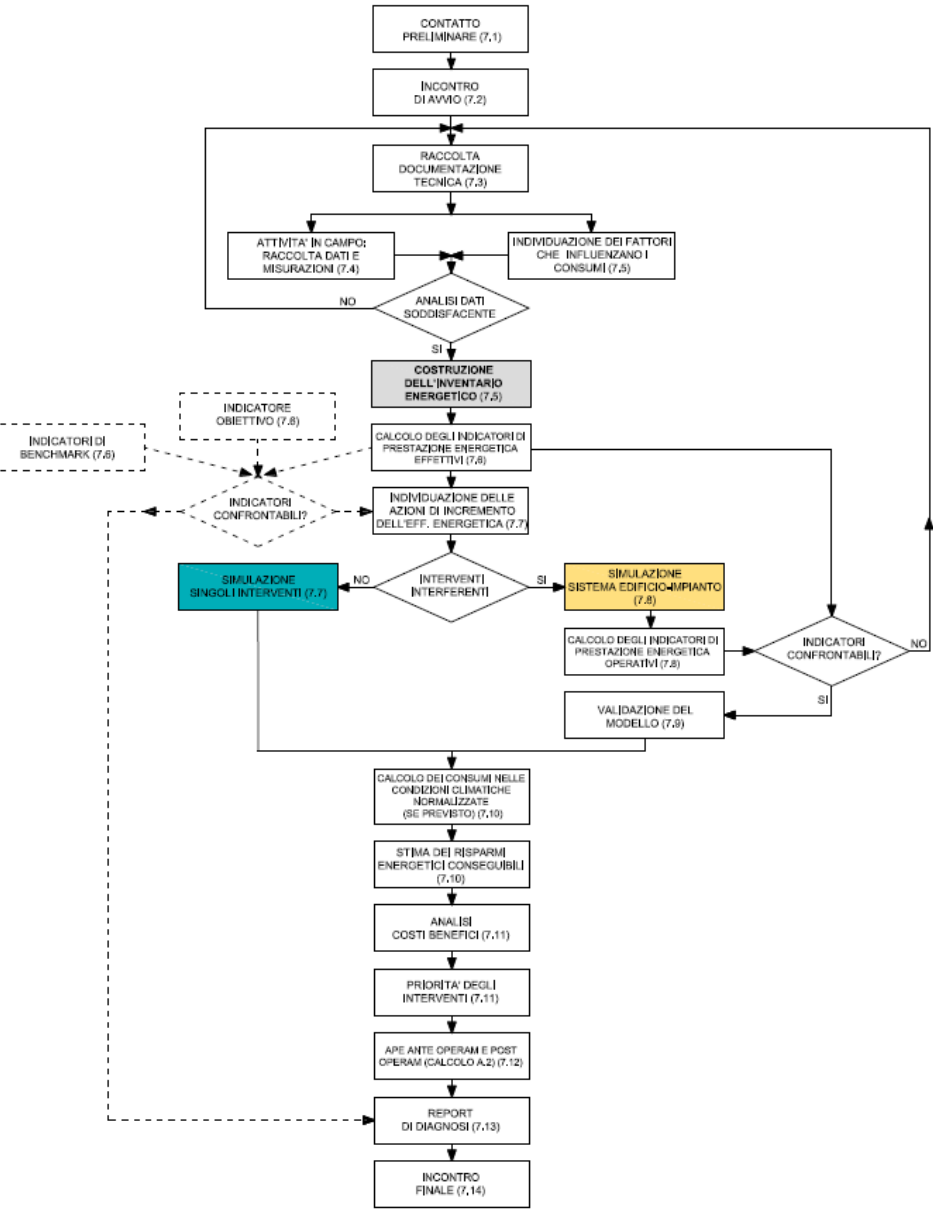 CONTATTO
PRELIMINARE (7.1)
INCONTRO
DI AVVIO (7.2)
RACCOLTA
DOCUMENTAZIONE
TECNICA (7.3)
ATTIVITA' IN CAMPO:
RACCOLTA DATI E
MISURAZIONI (7.4)
INDIVIDUAZIONE DEI FATTORI
CHE INFLUENZANO I
CONSUMI (7.5)
NO
ANALISI DATI
SODDISFACENTE
SI
COSTRUZIONE
DELL'INVENTARIO
ENERGETICO (7.5)
INDICATORE
OBIETTIVO (7.6)
INDICATORI DI
BENCHMARK (7.6)
CALCOLO DEGLI INDICATORI DI
PRESTAZIONE ENERGETICA
EFFETTIVI (7.6)
INDICATORI
CONFRONTABILI?
INDIVIDUAZIONE DELLE
AZIONI DI INCREMENTO
DELL'EFF. ENERGETICA (7.7)
SIMULAZIONE
SINGOLI INTERVENTI (7.7)
NO
INTERVENTI
INTERFERENTI
SI
SIMULAZIONE
SISTEMA EDIFICIO-IMPIANTO
(7.8)
CALCOLO DEGLI INDICATORI DI
PRESTAZIONE ENERGETICA
OPERATIVI (7.8)
INDICATORI
CONFRONTABILI?
NO
SI
VALIDAZIONE DEL
MODELLO (7.9)
CALCOLO DEI CONSUMI NELLE
CONDIZIONI CLIMATICHE
NORMALIZZATE
(SE PREVISTO) (7.10)
STIMA DEI RISPARMI
ENERGETICI CONSEGUIBILI
(7.10)
ANALISI
COSTI BENEFICI (7.11)
PRIORITA' DEGLI
INTERVENTI (7.11)
APE ANTE OPERAM E POST
OPERAM (CALCOLO A.2) (7.12)
REPORT
DI DIAGNOSI (7.13)
INCONTRO
FINALE (7.14)